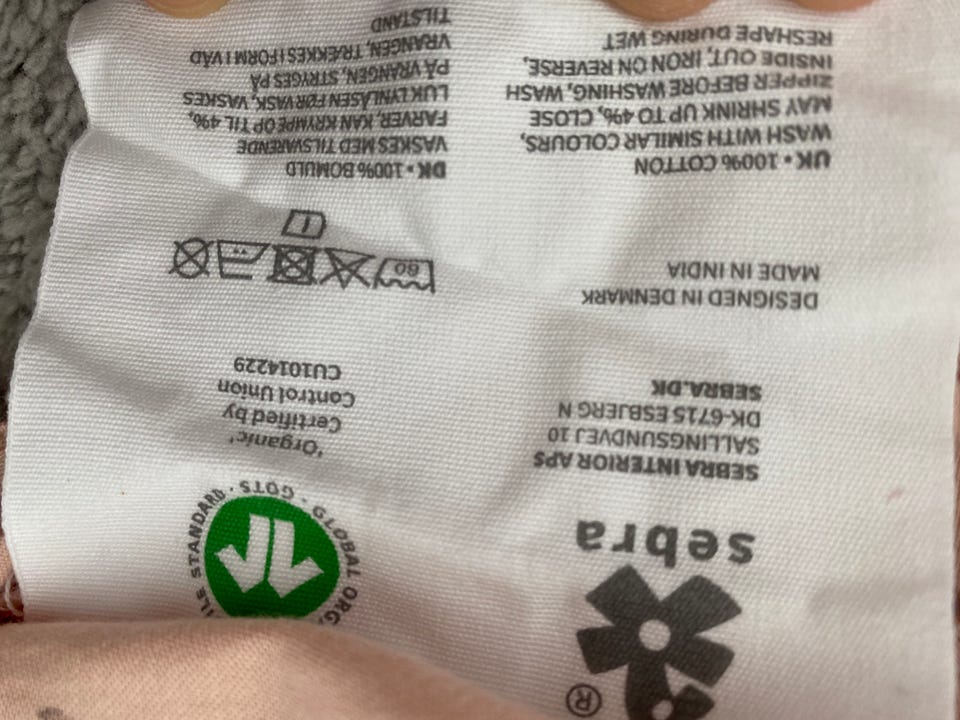 ®
sebra
SEBRA INTERIOR APS
SALLINGSUNDVEJ 10
DK-6715 ESBJERG N
SEBRA.DK
DESIGNED IN DENMARK
MADE IN INDIA
UK • 100% COTTON
WASH WITH SIMILAR COLOURS,
MAY SHRINK UP TO 4%, CLOSE
ZIPPER BEFORE WASHING, WASH
INSIDE OUT, IRON ON REVERSE,
RESHAPE DURING WET
GLOBAL ORG
ILE STANDARD · GOTS ·
'Organic'
Certified by
Control Union
CU1014229
60
DK • 100% BOMULD
VASKES MED TILSVARENDE
FARVER, KAN KRYMPE OP TIL 4%,
LUK LYNLÅSEN FØR VASK, VASKES
PÅ VRANGEN, STRYGES PÅ
VRANGEN, TRÆKKES I FORM I VÅD
TILSTAND